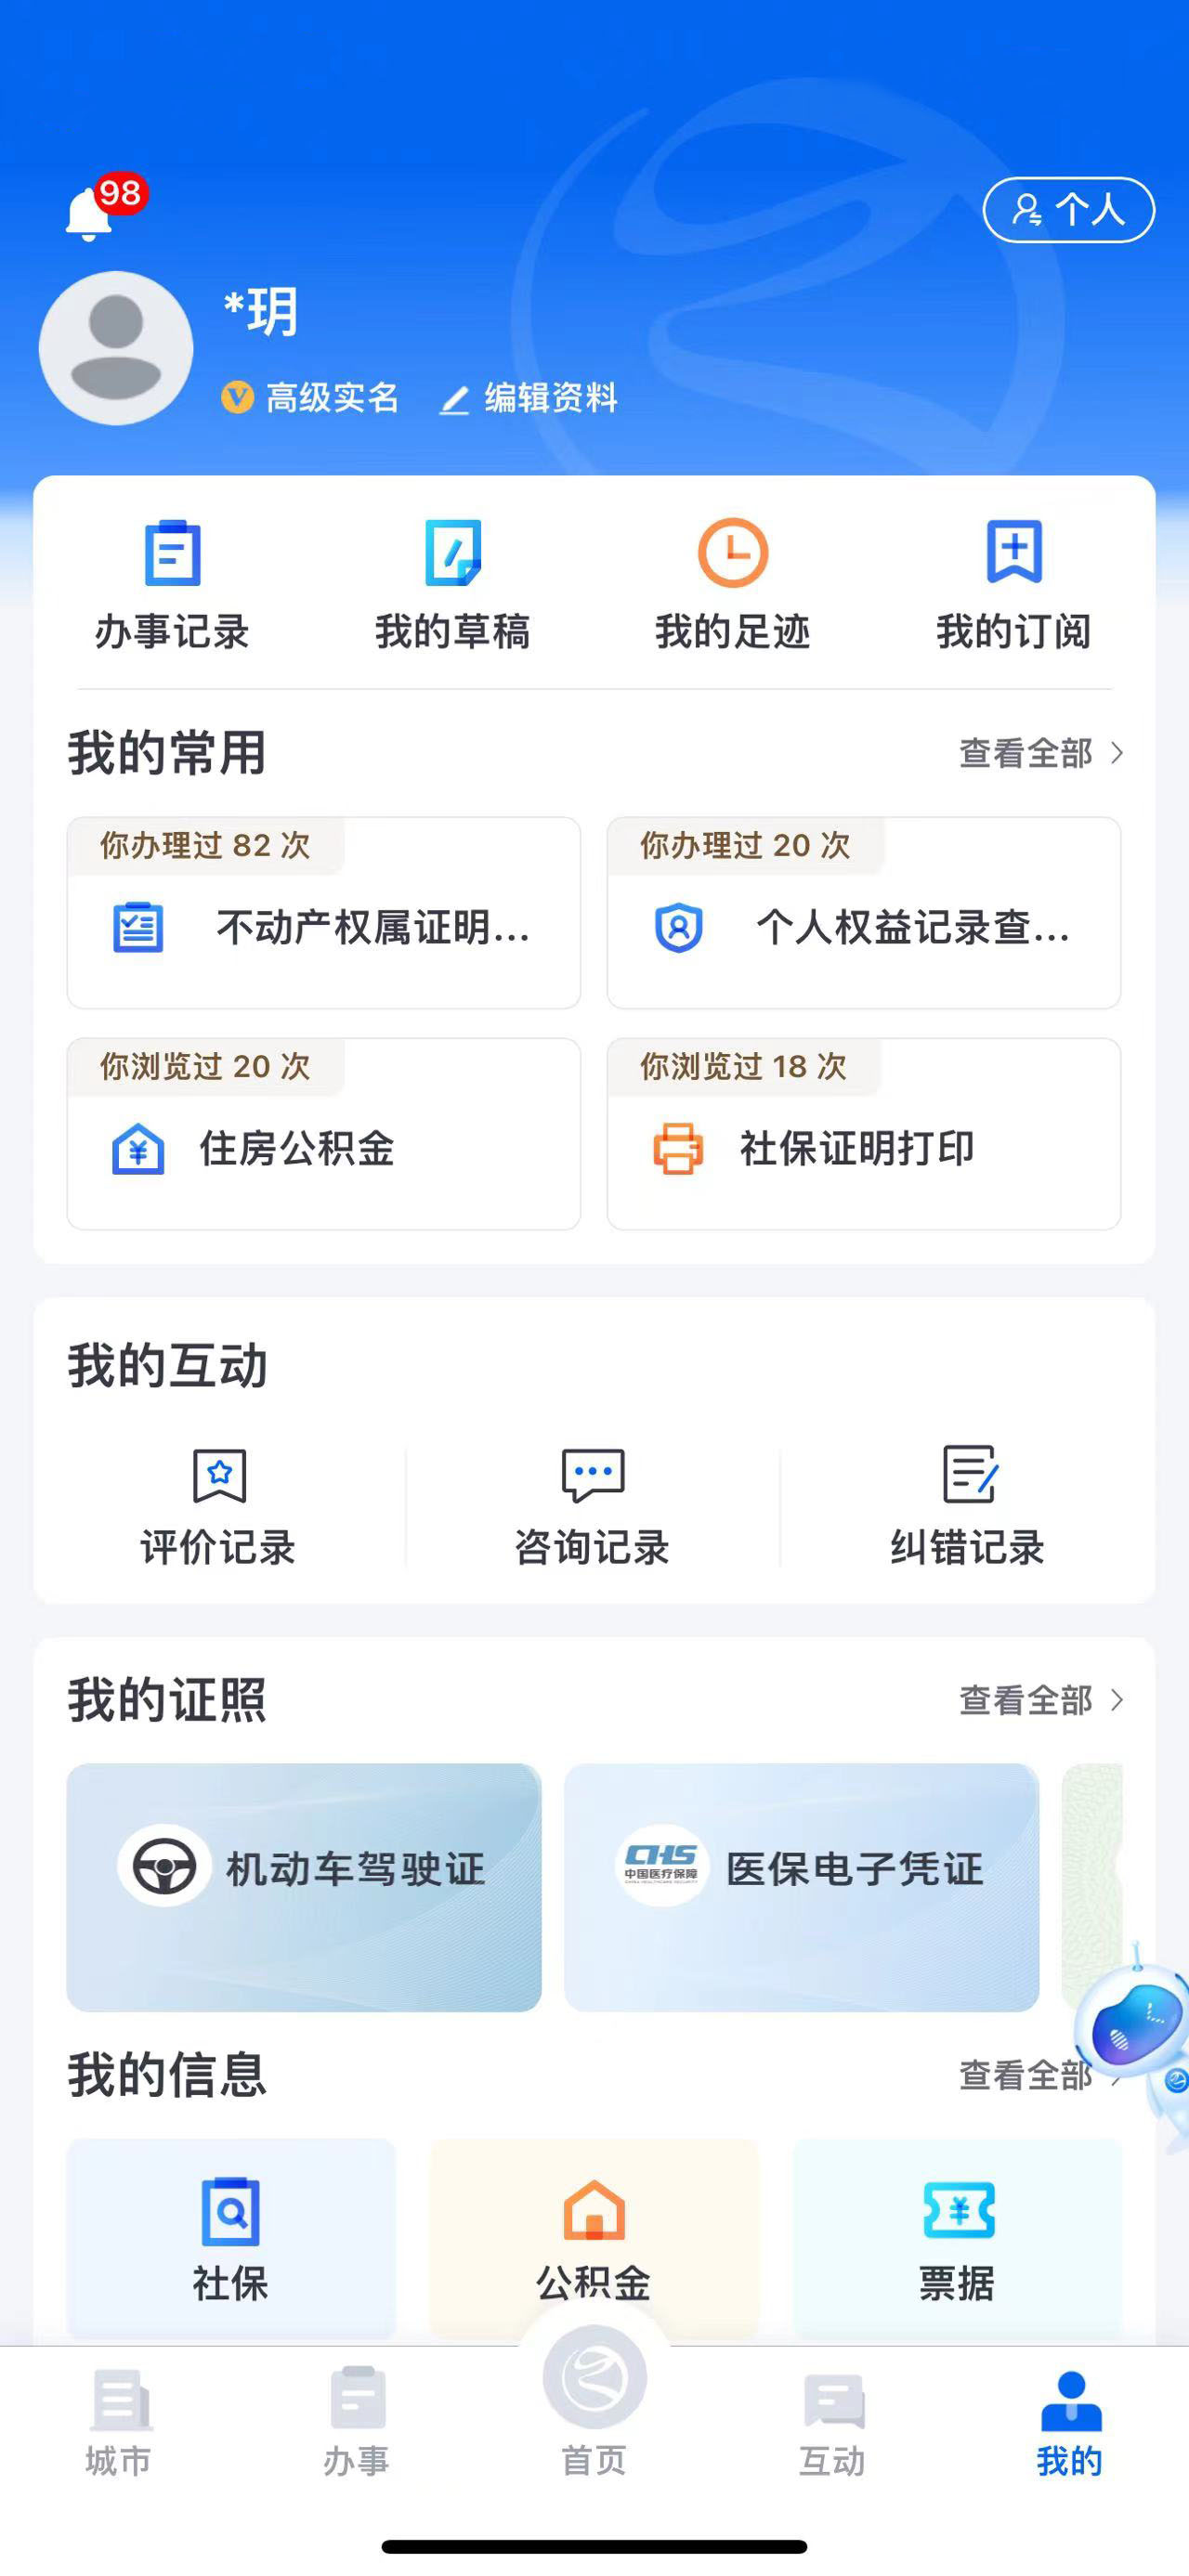 98
个人
*玥
高级实名 编辑资料
办事记录 我的草稿 我的足迹 我的订阅
我的常用 查看全部
你办理过 82 次 你办理过 20 次
不动产权属证明... 个人权益记录查...
你浏览过 20 次 你浏览过 18 次
住房公积金 社保证明打印
我的互动
评价记录 咨询记录 纠错记录
我的证照 查看全部
机动车驾驶证 CHS 中国医疗保障 医保电子凭证
我的信息 查看全部
社保 公积金 票据
城市 办事 首页 互动 我的